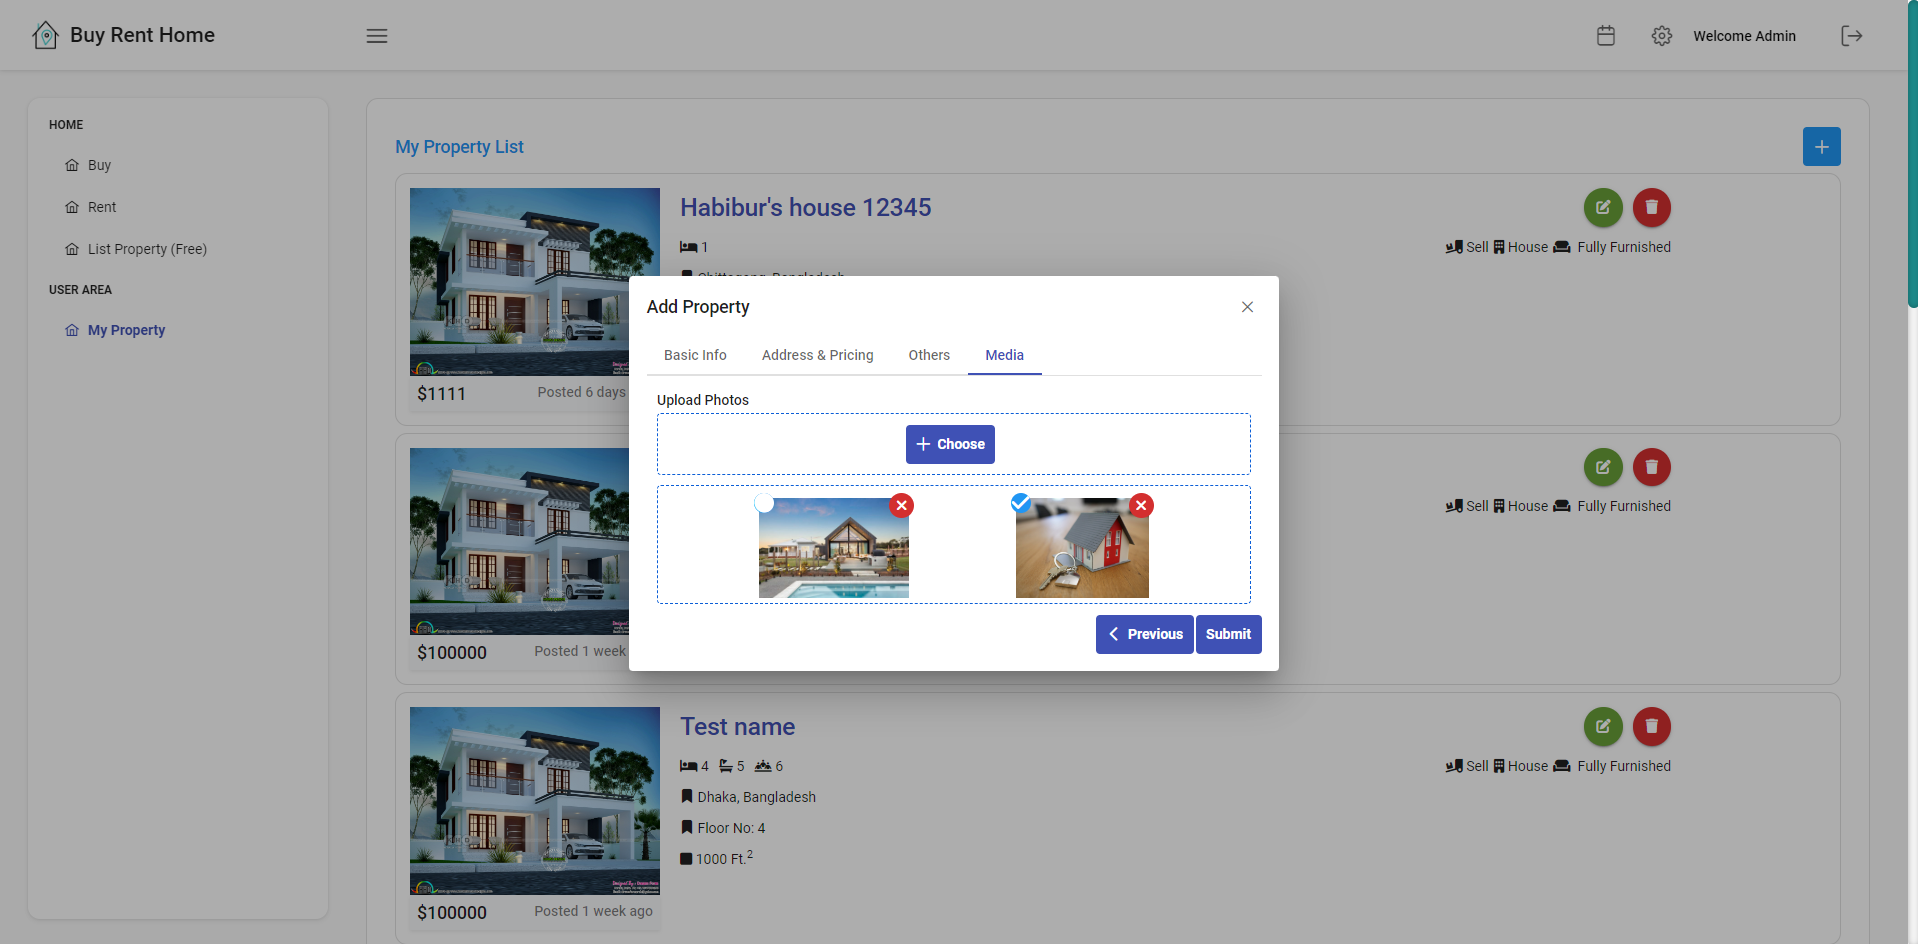 Buy Rent Home
Welcome Admin
HOME
Buy
Rent
List Property (Free)
USER AREA
My Property
My Property List
Habibur's house 12345
1
Chittagong, Bangladesh
Sell House Fully Furnished
$1111 Posted 6 days
Sell House Fully Furnished
$100000 Posted 1 week
Test name
4 5 6
Dhaka, Bangladesh
Floor No: 4
1000 Ft.2
Sell House Fully Furnished
$100000 Posted 1 week ago
Add Property
Basic Info Address & Pricing Others Media
Upload Photos
Choose
Previous Submit